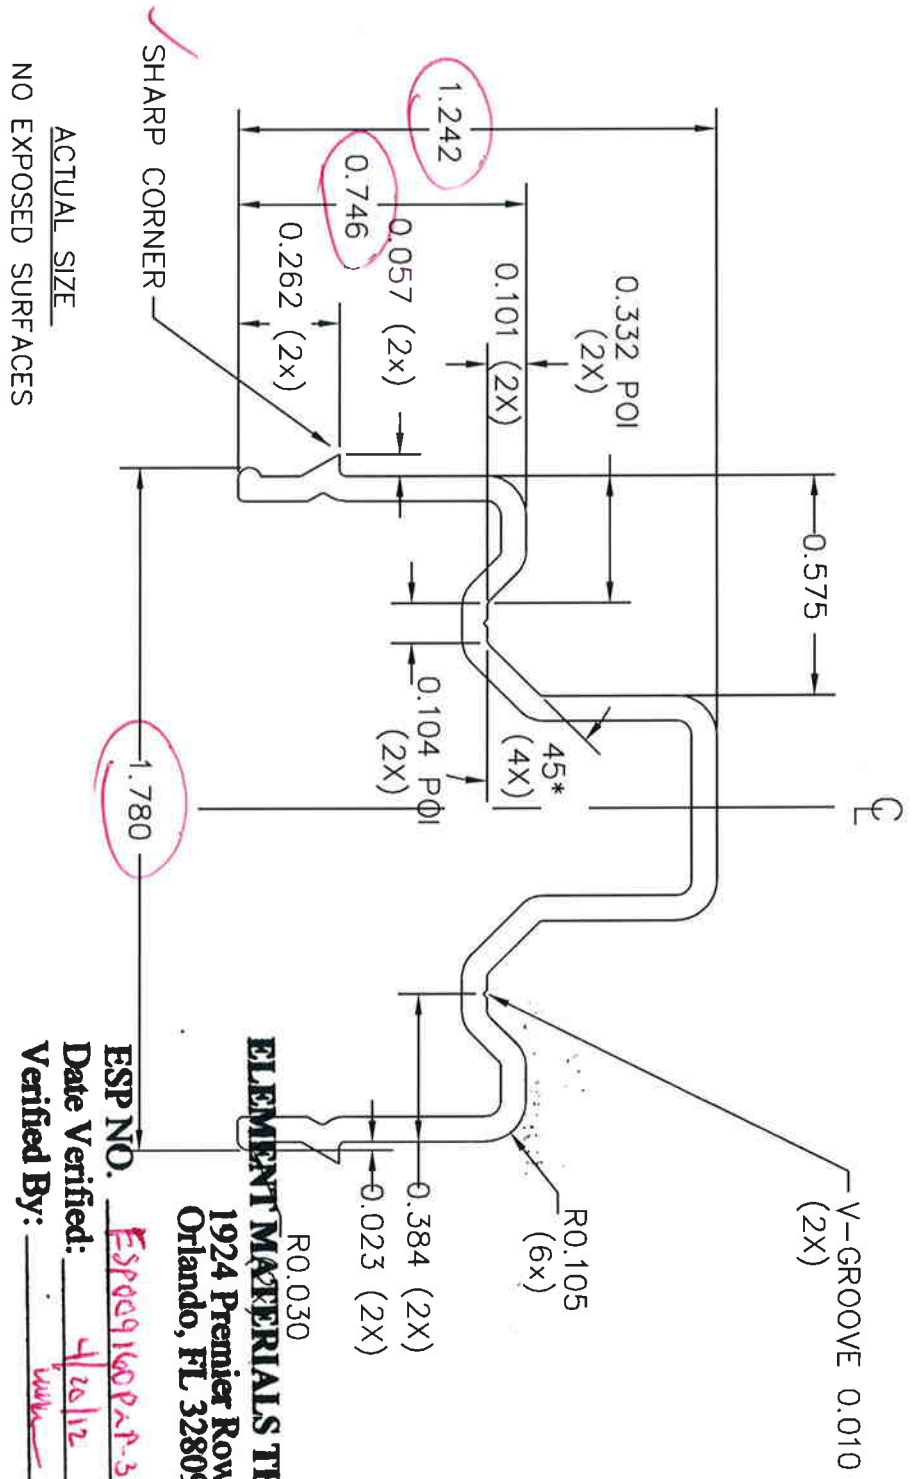 1.242
0.746
0.057 (2x)
0.262 (2x)
SHARP CORNER
ACTUAL SIZE
NO EXPOSED SURFACES
0.332 POI
(2X)
0.101 (2X)
0.575
0.104 POI
(2X)
45*
(4X)
1.780
V-GROOVE 0.010
(2X)
R0.105
(6x)
0.384 (2X)
0.023 (2X)
R0.030
ELEMENT MATERIALS
1924 Premier Row
Orlando, FL 32809
ESP NO.
Date Verified: 4/20/12
Verified By: